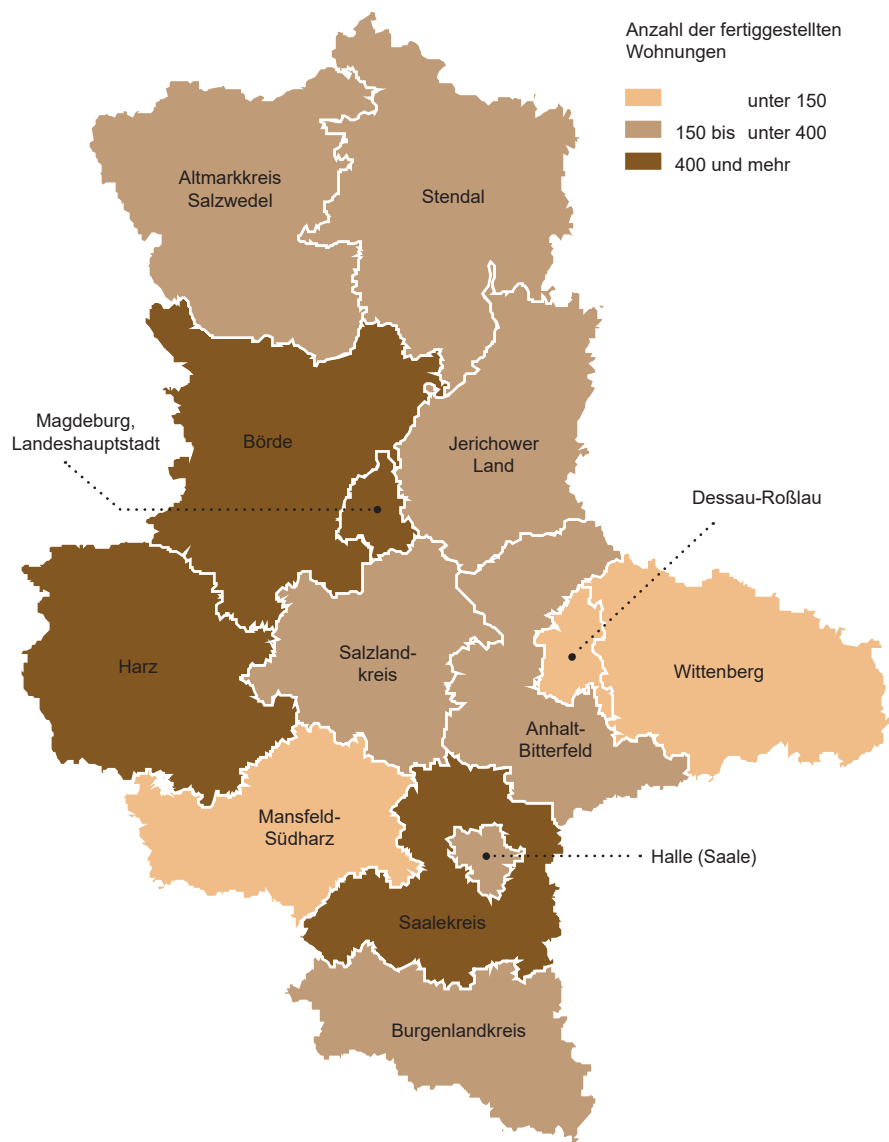 Anzahl der fertiggestellten
Wohnungen
unter 150
150 bis unter 400
400 und mehr
Altmarkkreis
Salzwedel
Stendal
Magdeburg,
Landeshauptstadt
Börde
Jerichower
Land
Dessau-Roßlau
Harz
Salzland-
kreis
Wittenberg
Anhalt-
Bitterfeld
Mansfeld-
Südharz
Halle (Saale)
Saalekreis
Burgenlandkreis